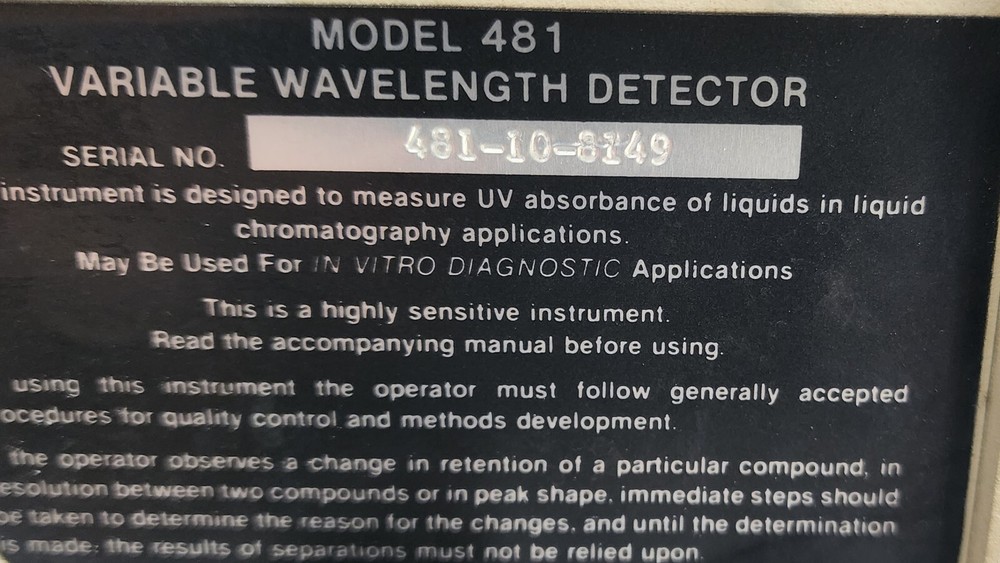 MODEL 481
VARIABLE WAVELENGTH DETECTOR
SERIAL NO. 481-10-8149
instrument is designed to measure UV absorbance of liquids in liquid
chromatography applications.
May Be Used For IN VITRO DIAGNOSTIC Applications
This is a highly sensitive instrument.
Read the accompanying manual before using.
using this instrument the operator must follow generally accepted
ocedures for quality control and methods development.
the operator observes a change in retention of a particular compound, in
esolution between two compounds or in peak shape, immediate steps should
be taken to determine the reason for the changes, and until the determination
is made; the results of separations must not be relied upon.